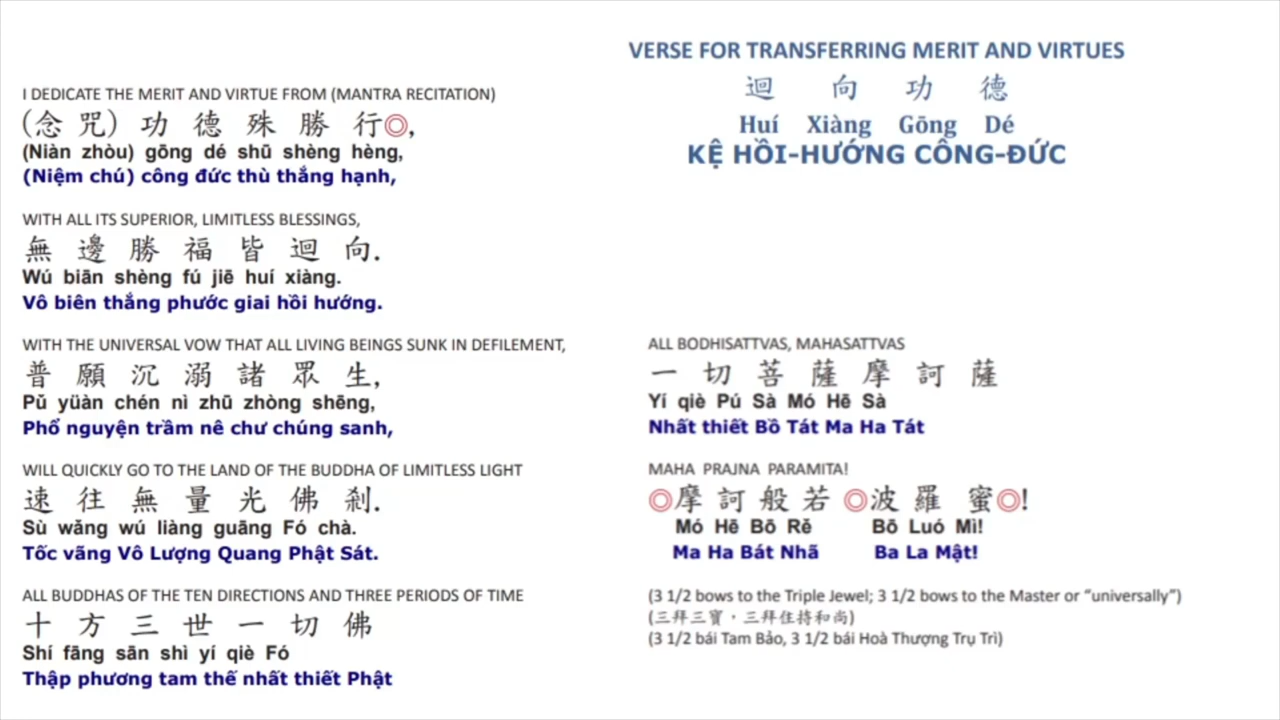 VERSE FOR TRANSFERRING MERIT AND VIRTUES
迴 向 功 德
Huí Xiàng Gōng Dé
KỆ HỒI-HƯỚNG CÔNG-ĐỨC
I DEDICATE THE MERIT AND VIRTUE FROM (MANTRA RECITATION)
(念 咒) 功 德 殊 勝 行◎,
(Niàn zhòu) gōng dé shū shèng hèng,
(Niệm chú) công đức thù thắng hạnh,
WITH ALL ITS SUPERIOR, LIMITLESS BLESSINGS,
無 邊 勝 福 皆 迴 向.
Wú biān shèng fú jiē huí xiàng.
Vô biên thắng phước giai hồi hướng.
WITH THE UNIVERSAL VOW THAT ALL LIVING BEINGS SUNK IN DEFILEMENT,
普 願 沉 溺 諸 眾 生,
Pǔ yüàn chén nì zhū zhòng shēng,
Phổ nguyện trầm nê chư chúng sanh,
WILL QUICKLY GO TO THE LAND OF THE BUDDHA OF LIMITLESS LIGHT
速 往 無 量 光 佛 剎.
Sù wǎng wú liàng guāng Fó chà.
Tốc vãng Vô Lượng Quang Phật Sát.
ALL BUDDHAS OF THE TEN DIRECTIONS AND THREE PERIODS OF TIME
十 方 三 世 一 切 佛
Shí fāng sān shì yí qiè Fó
Thập phương tam thế nhất thiết Phật
ALL BODHISATTVAS, MAHASATTVAS
一 切 菩 薩 摩 訶 薩
Yí qiè Pú Sà Mó Hē Sà
Nhất thiết Bồ Tát Ma Ha Tát
MAHA PRAJNA PARAMITA!
◎摩 訶 般 若 ◎波 羅 蜜◎!
Mó Hē Bō Rě Bō Luó Mì!
Ma Ha Bát Nhã Ba La Mật!
(3 1/2 bows to the Triple Jewel; 3 1/2 bows to the Master or “universally”)
(三拜三寶，三拜住持和尚)
(3 1/2 bái Tam Bảo, 3 1/2 bái Hoà Thượng Trụ Trì)